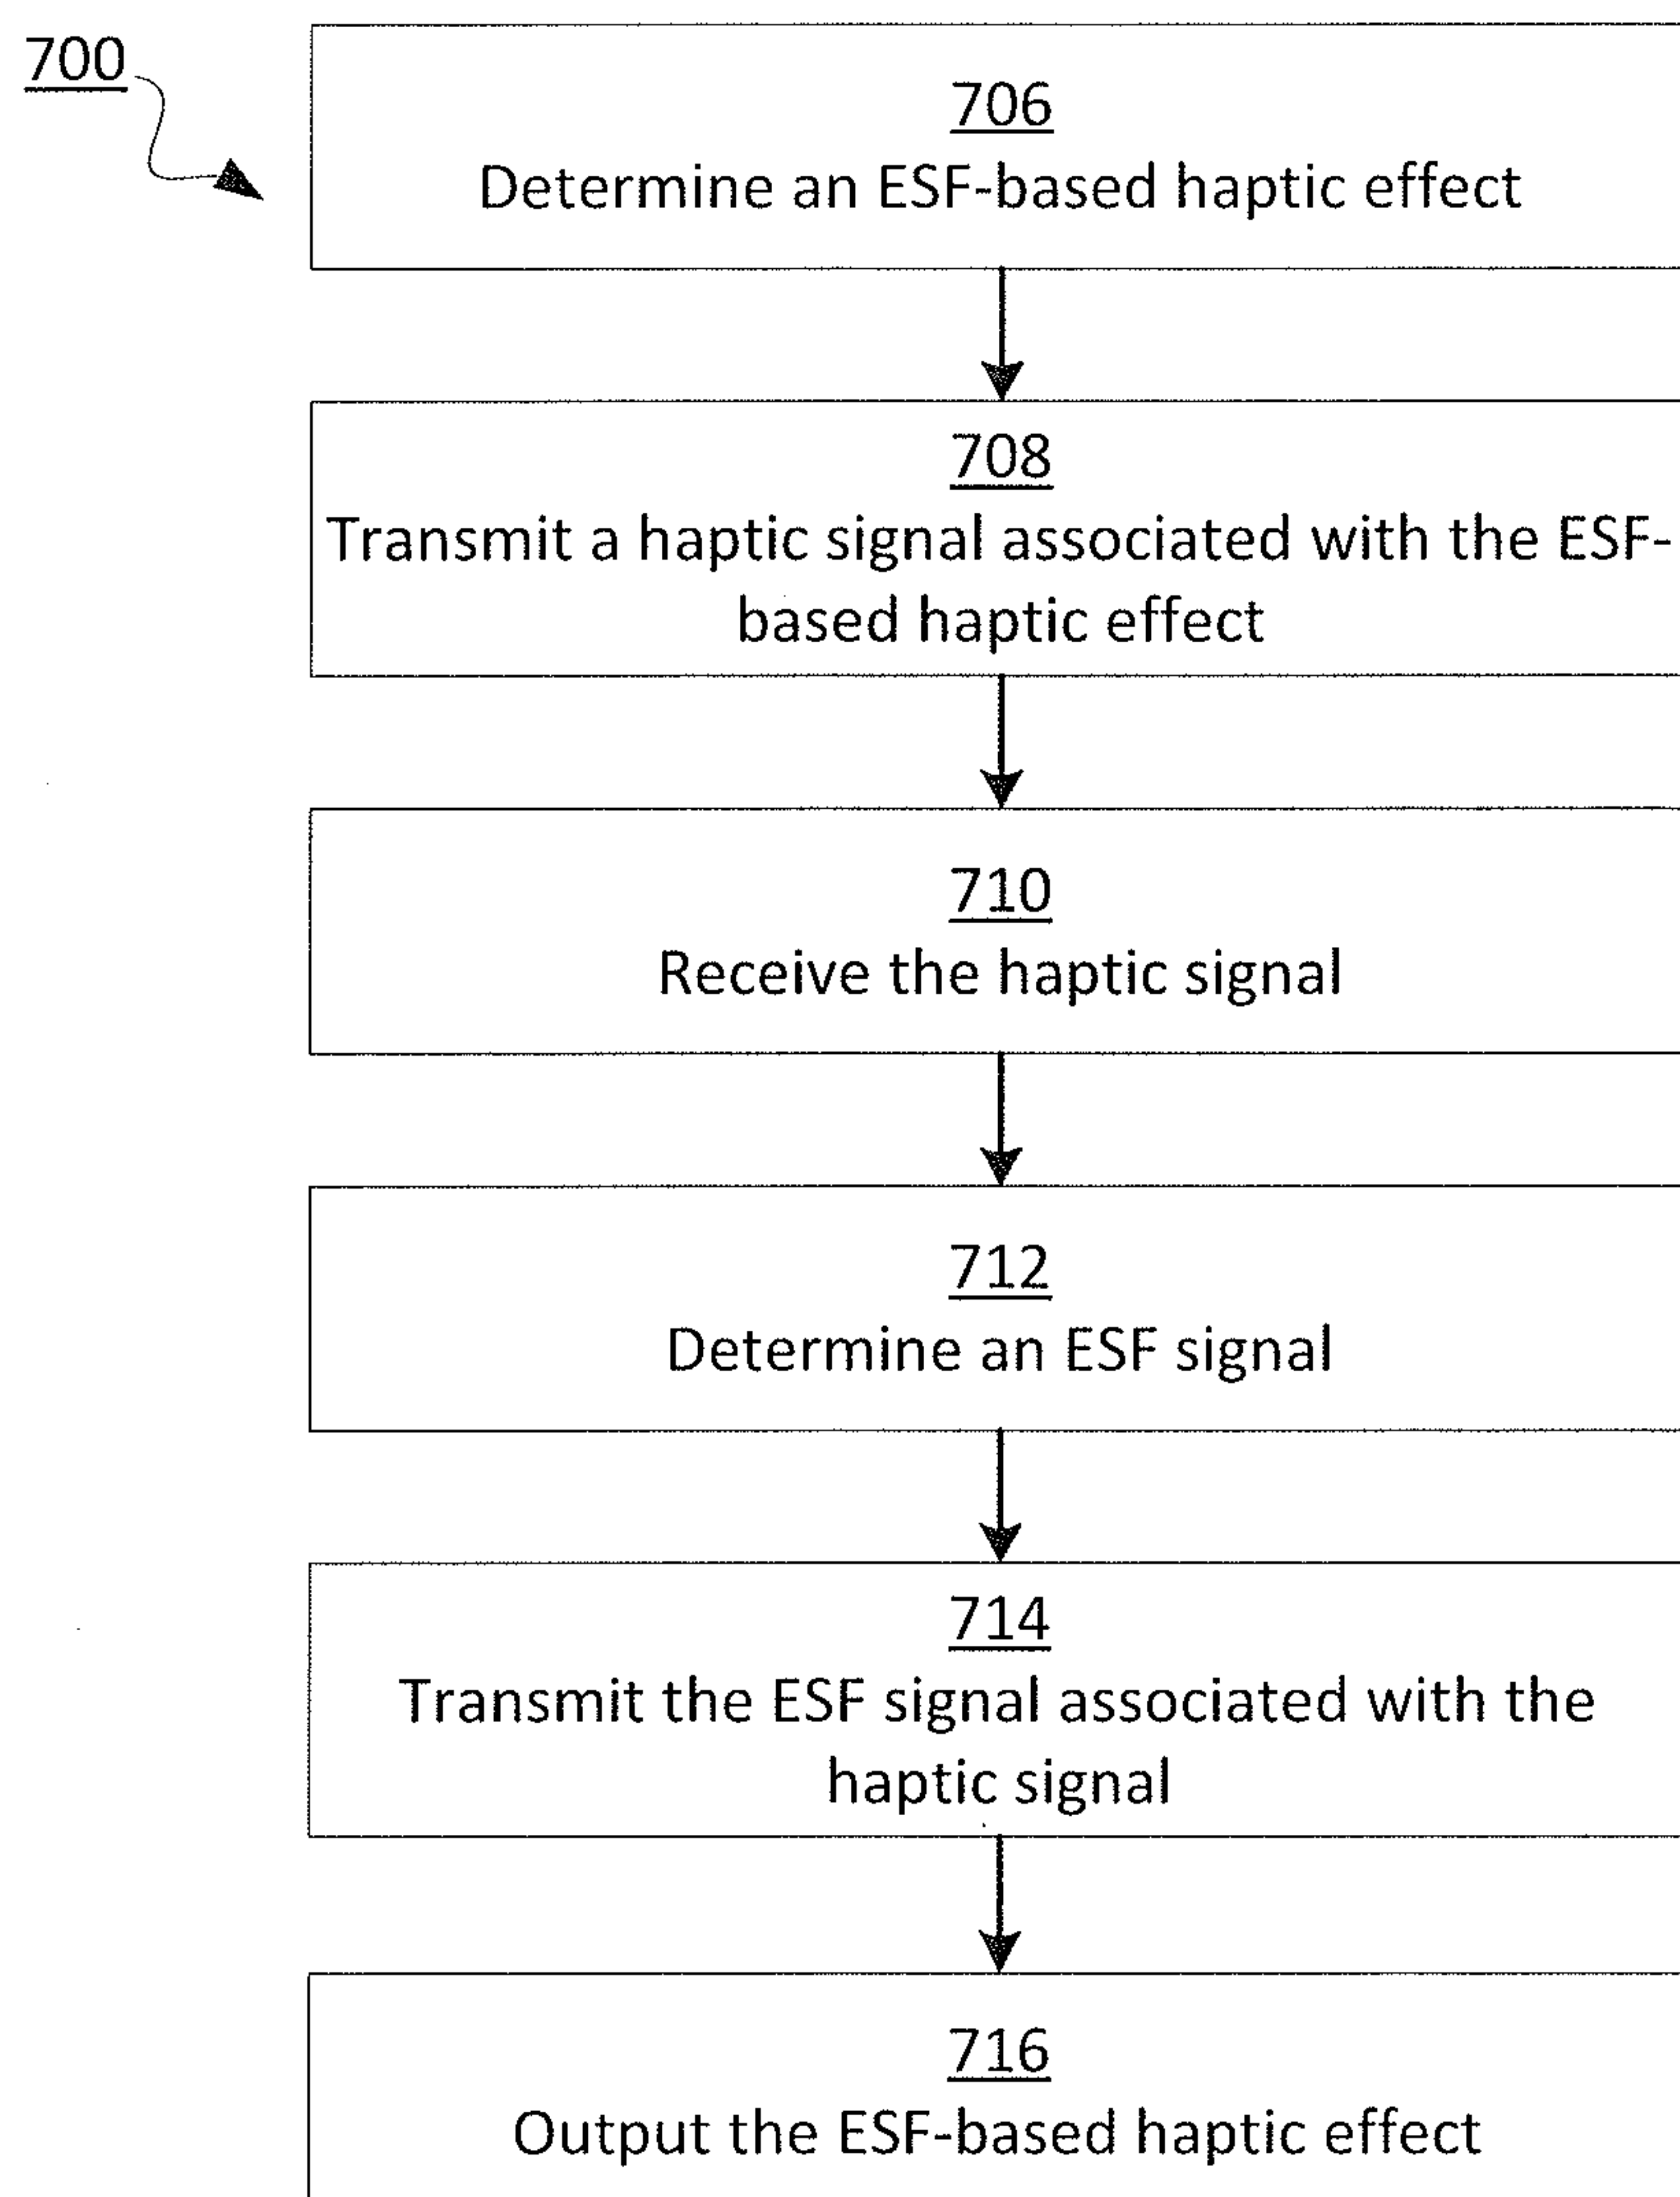 700
706
Determine an ESF-based haptic effect
708
Transmit a haptic signal associated with the ESF-
based haptic effect
710
Receive the haptic signal
712
Determine an ESF signal
714
Transmit the ESF signal associated with the
haptic signal
716
Output the ESF-based haptic effect